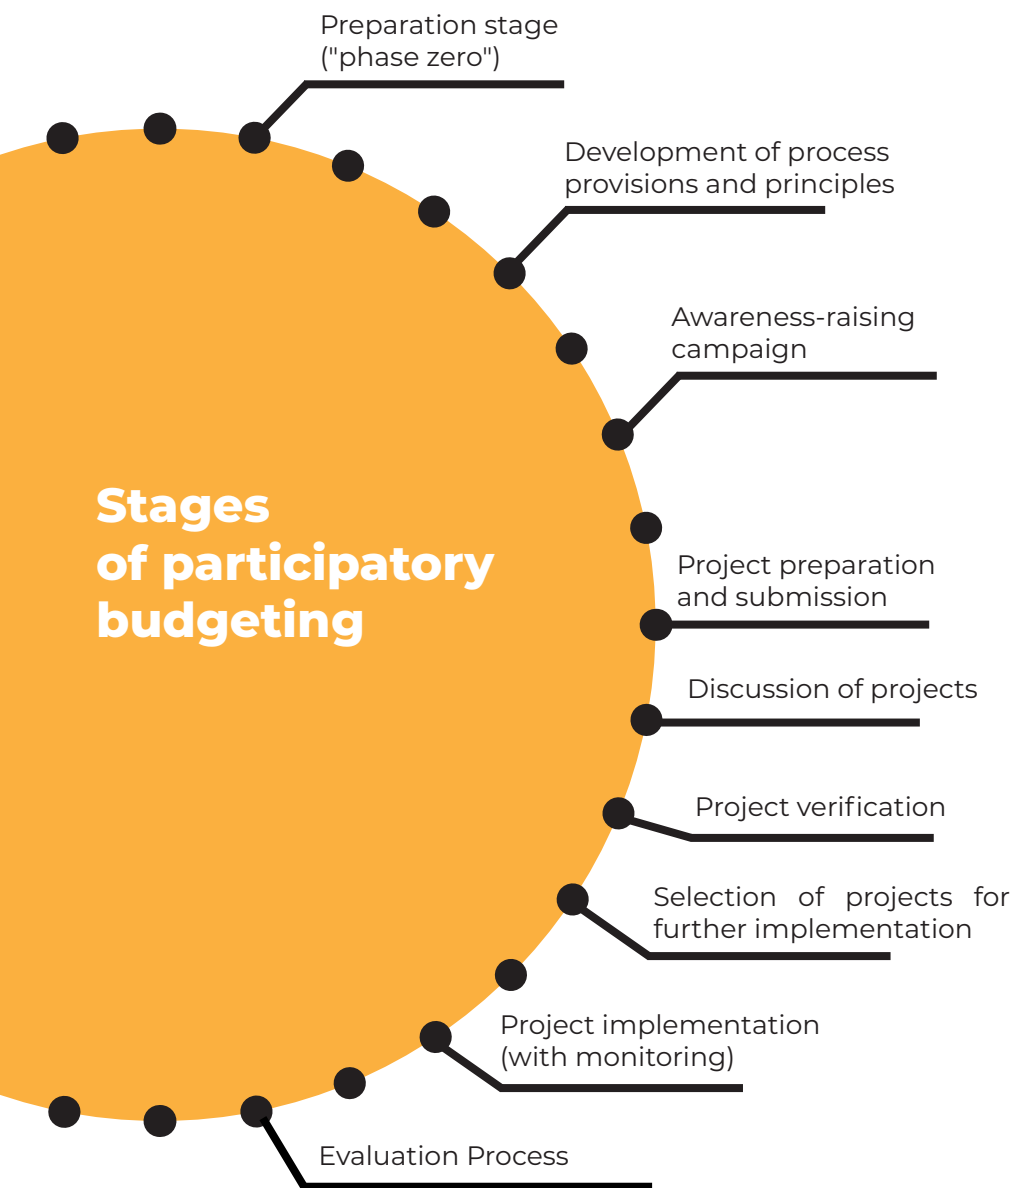 Preparation stage
("phase zero")
Development of process
provisions and principles
Awareness-raising
campaign
Stages
of participatory
budgeting
Project preparation
and submission
Discussion of projects
Project verification
Selection of projects for
further implementation
Project implementation
(with monitoring)
Evaluation Process